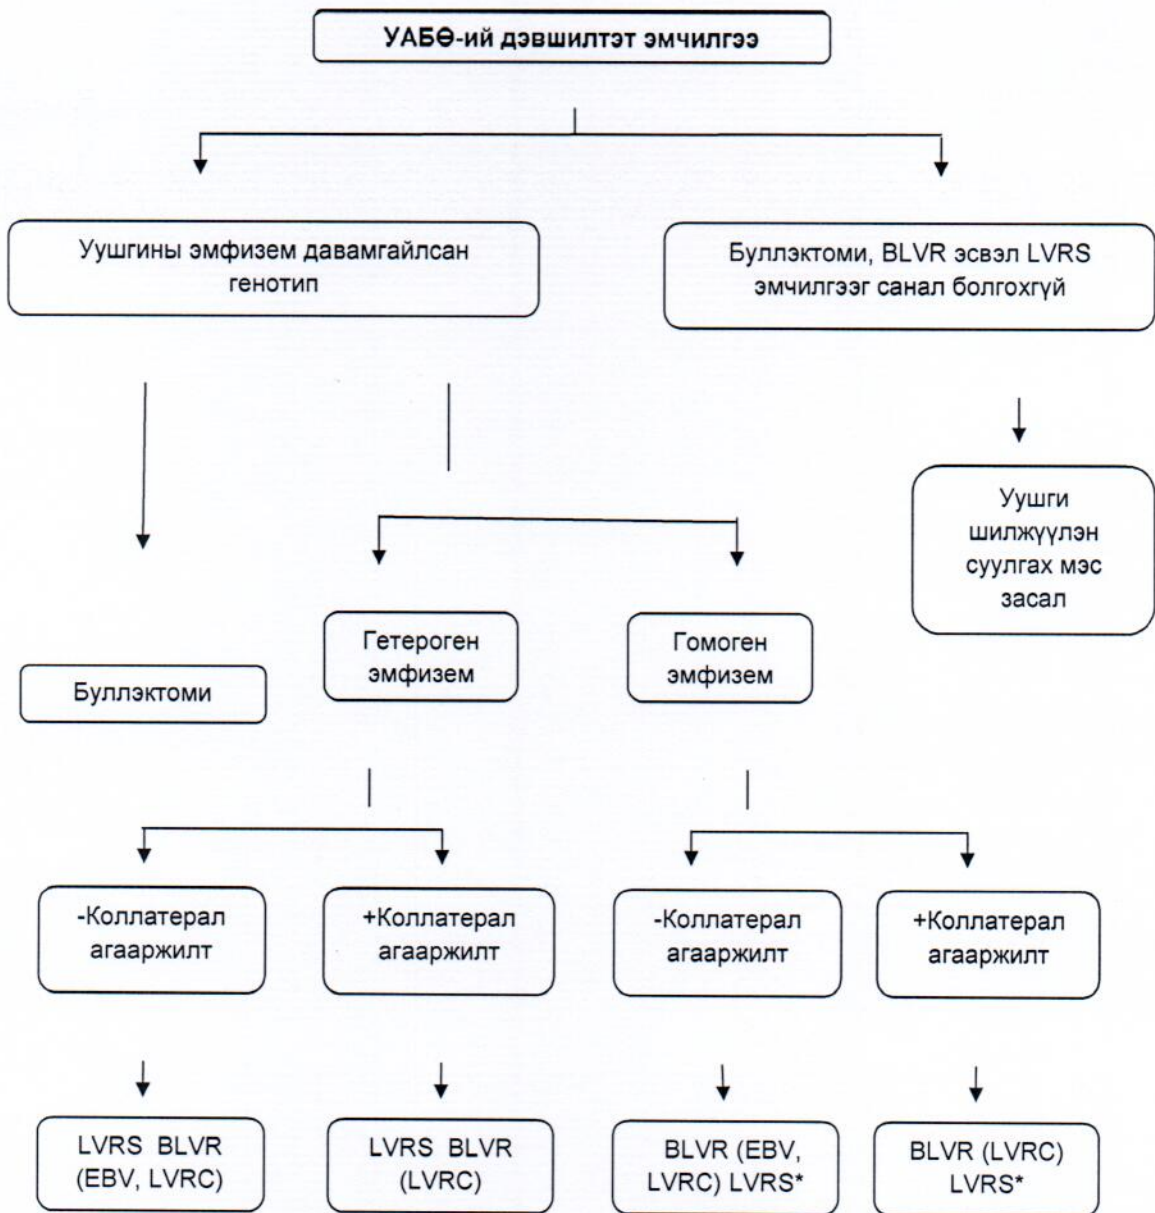 УАБӨ-ий дэвшилтэт эмчилгээ
Уушгины эмфизем давамгайлсан
генотип
Буллэктоми, BLVR эсвэл LVRS
эмчилгээг санал болгохгүй
Уушги
шилжүүлэн
суулгах мэс
засал
Гетероген
эмфизем
Гомоген
эмфизем
Буллэктоми
-Коллатерал
агааржилт
+Коллатерал
агааржилт
-Коллатерал
агааржилт
+Коллатерал
агааржилт
LVRS BLVR
(EBV, LVRC)
LVRS BLVR
(LVRC)
BLVR (EBV,
LVRC) LVRS*
BLVR (LVRC)
LVRS*